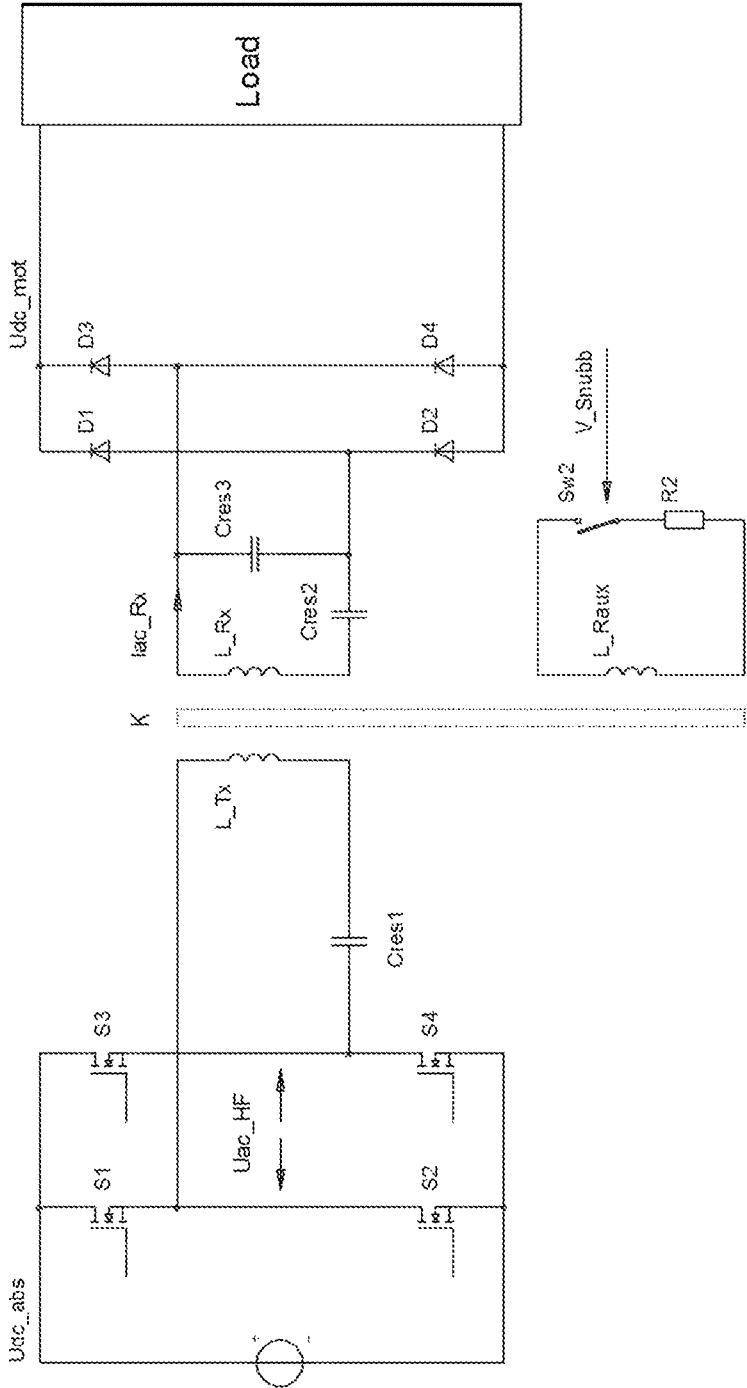 Udc_abs
Udc_mot
S1
S3
D1
D3
K
Iac_Rx
Cres3
L_Tx
L_Rx
Uac_HF
Load
+
-
Cres2
Cres1
S2
S4
D2
D4
Sw2
V_Snubb
L_Raux
R2